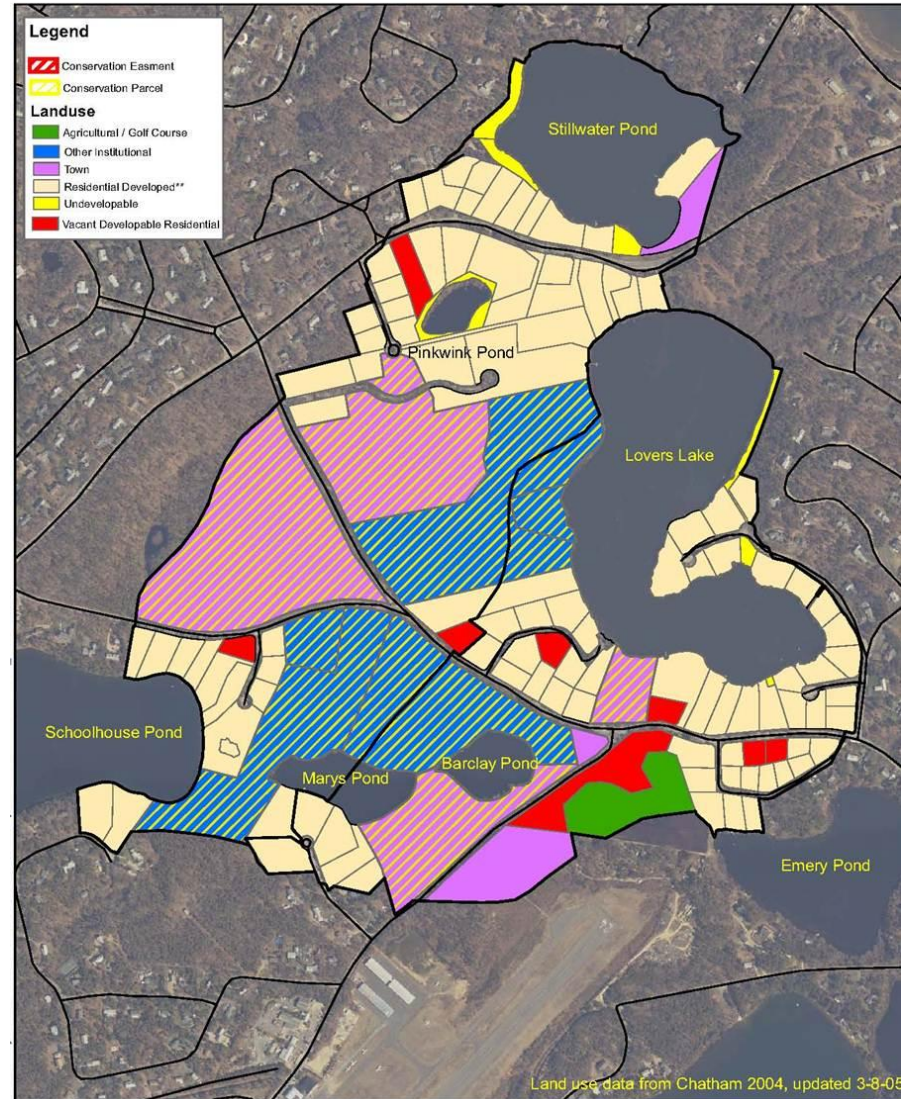 Legend
Conservation Easment
Conservation Parcel
Landuse
Agricultural / Golf Course
Other Institutional
Town
Residential Developed**
Undevelopable
Vacant Developable Residential
Stillwater Pond
Pinkwink Pond
Lovers Lake
Schoolhouse Pond
Marys Pond
Barclay Pond
Emery Pond
Land use data from Chatham 2004, updated 3-8-05